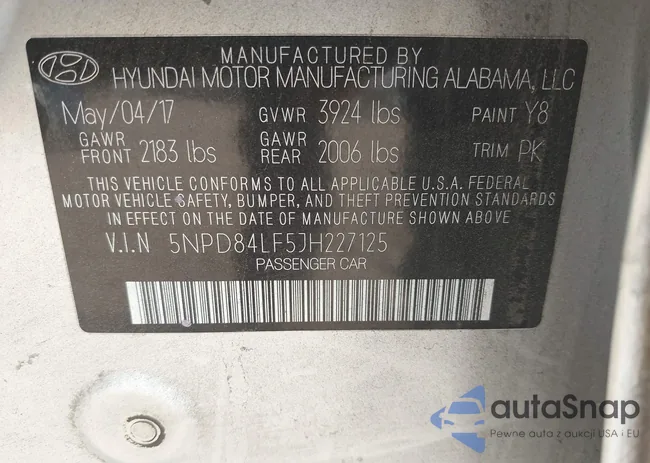 MANUFACTURED BY
HYUNDAI MOTOR MANUFACTURING ALABAMA, LLC
May/04/17 GVWR 3924 lbs PAINT Y8
GAWR FRONT 2183 lbs GAWR REAR 2006 lbs TRIM PK
THIS VEHICLE CONFORMS TO ALL APPLICABLE U.S.A. FEDERAL
MOTOR VEHICLE SAFETY, BUMPER, AND THEFT PREVENTION STANDARDS
IN EFFECT ON THE DATE OF MANUFACTURE SHOWN ABOVE
V.I.N 5NPD84LF5JH227125
PASSENGER CAR
autaSnap
Pewne auta z aukcji USA i EU